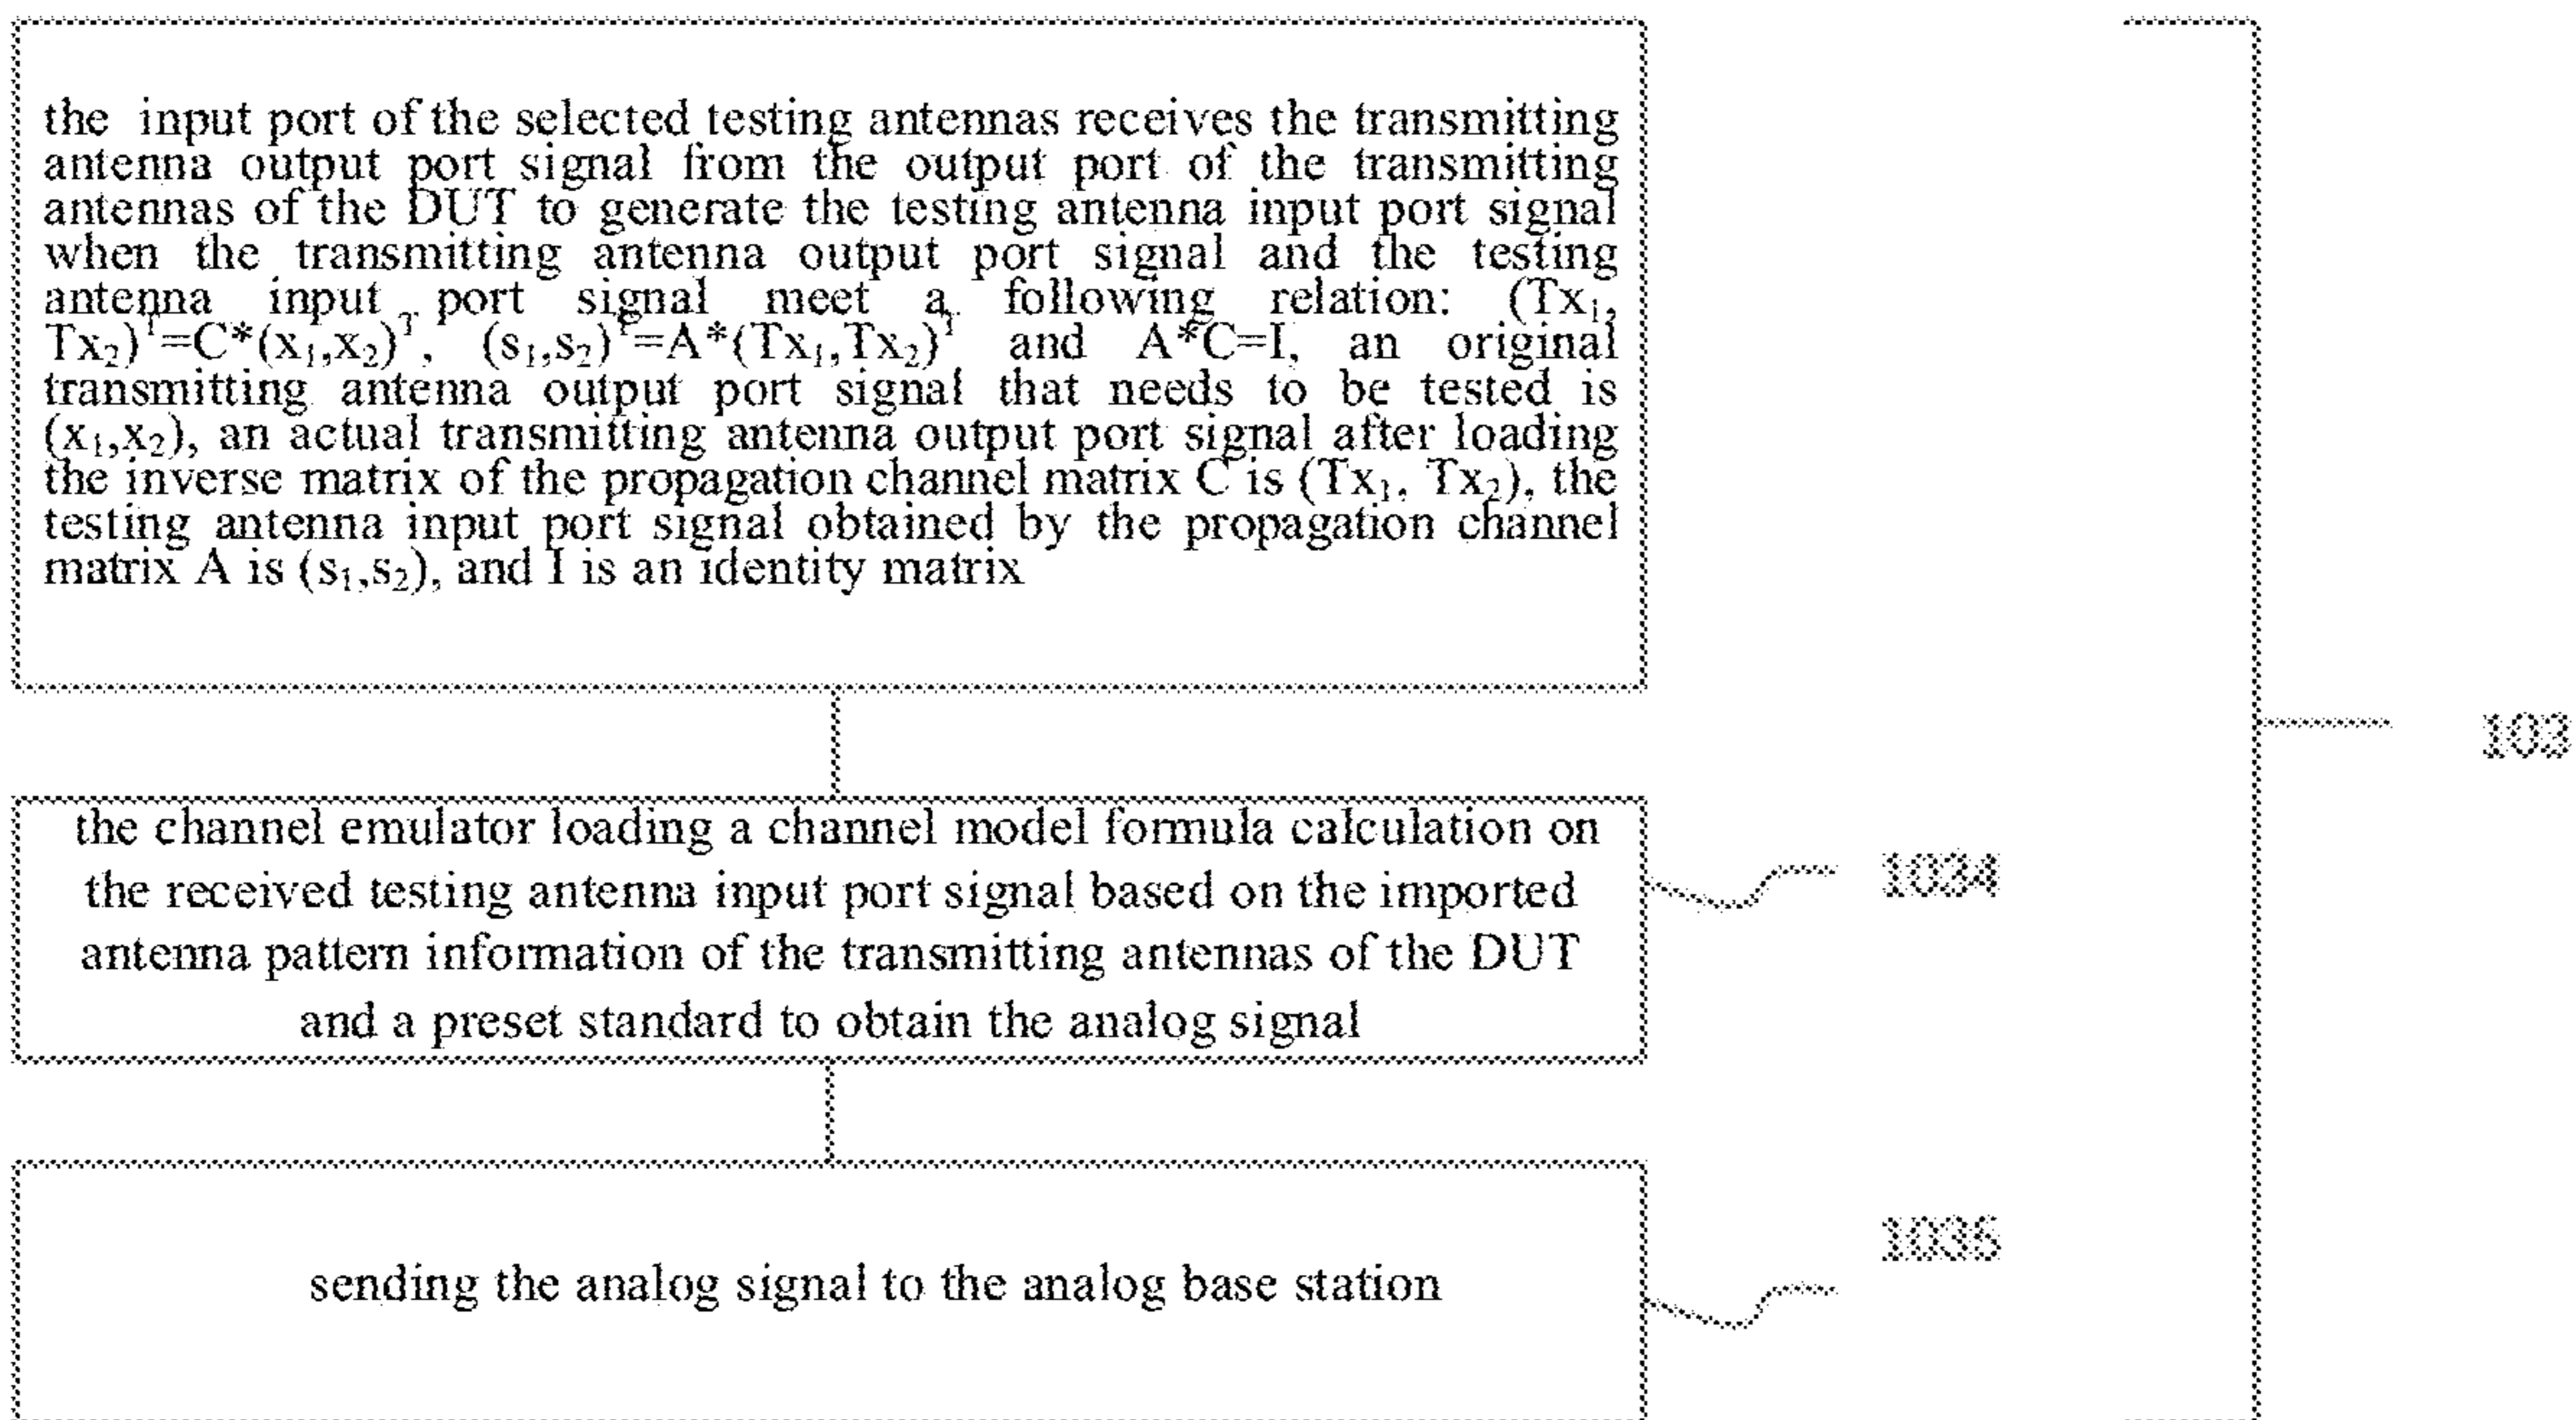 the input port of the selected testing antennas receives the transmitting
antenna output port signal from the output port of the transmitting
antennas of the DUT to generate the testing antenna input port signal
when the transmitting antenna output port signal and the testing
antenna input port signal meet a following relation: (Tx₁,
Tx₂)ᵀ=C*(x₁,x₂)ᵀ, (s₁,s₂)ᵀ=A*(Tx₁,Tx₂)ᵀ and A*C=I, an original
transmitting antenna output port signal that needs to be tested is
(x₁,x₂), an actual transmitting antenna output port signal after loading
the inverse matrix of the propagation channel matrix C is (Tx₁, Tx₂), the
testing antenna input port signal obtained by the propagation channel
matrix A is (s₁,s₂), and I is an identity matrix
the channel emulator loading a channel model formula calculation on
the received testing antenna input port signal based on the imported
antenna pattern information of the transmitting antennas of the DUT
and a preset standard to obtain the analog signal
1034
sending the analog signal to the analog base station
1035
103